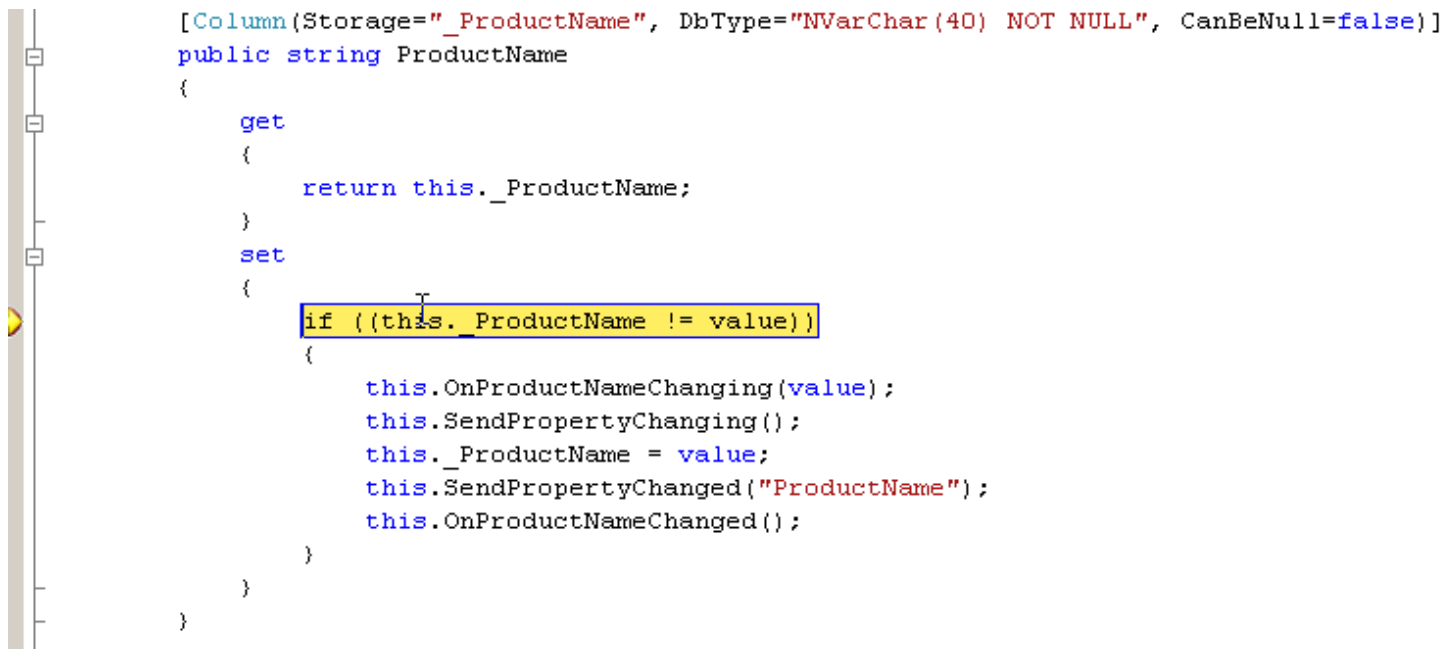 [Column(Storage="_ProductName", DbType="NVarChar(40) NOT NULL", CanBeNull=false)]
public string ProductName
{
get
{
return this._ProductName;
}
set
{
if ((this._ProductName != value))
{
this.OnProductNameChanging(value);
this.SendPropertyChanging();
this._ProductName = value;
this.SendPropertyChanged("ProductName");
this.OnProductNameChanged();
}
}
}